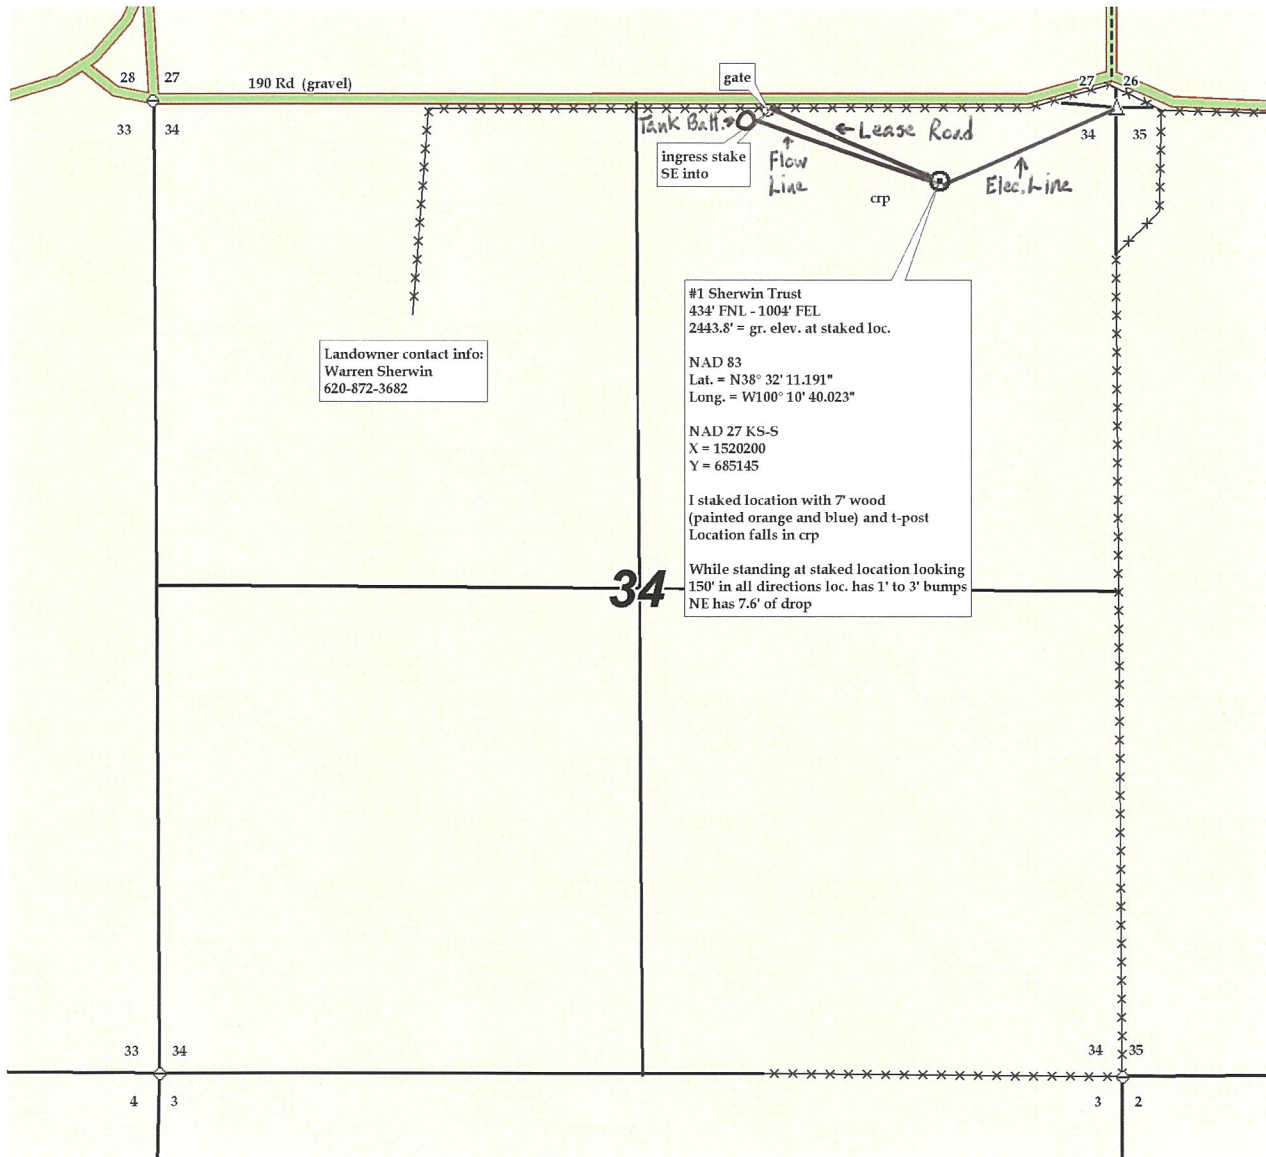 28 27
190 Rd (gravel)
gate
27 26
33 34
Tank Batt.
Lease Road
34 35
ingress stake
SE into
Flow
Line
crp
Elec. Line
#1 Sherwin Trust
434' FNL - 1004' FEL
2443.8' = gr. elev. at staked loc.
NAD 83
Lat. = N38° 32' 11.191"
Long. = W100° 10' 40.023"
NAD 27 KS-S
X = 1520200
Y = 685145
I staked location with 7' wood
(painted orange and blue) and t-post
Location falls in crp
While standing at staked location looking
150' in all directions loc. has 1' to 3' bumps
NE has 7.6' of drop
Landowner contact info:
Warren Sherwin
620-872-3682
34
33 34
34 35
4 3
3 2